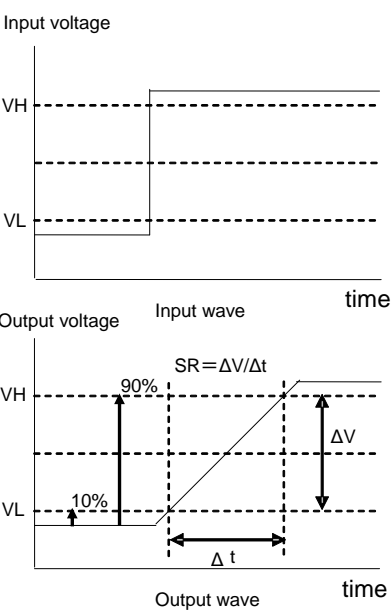 Input voltage
VH
VL
time
Input wave
Output voltage
SR=ΔV/Δt
90%
VH
ΔV
10%
VL
Δ t
time
Output wave